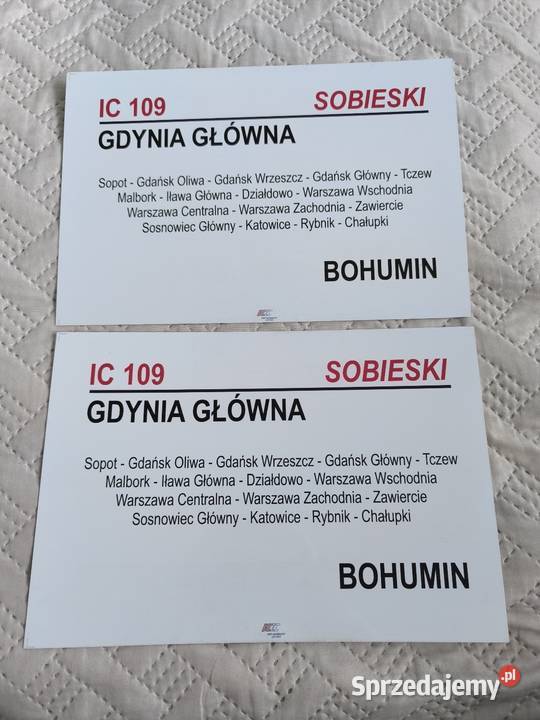 IC 109 SOBIESKI
GDYNIA GŁÓWNA
Sopot - Gdańsk Oliwa - Gdańsk Wrzeszcz - Gdańsk Główny - Tczew
Malbork - Iława Główna - Działdowo - Warszawa Wschodnia
Warszawa Centralna - Warszawa Zachodnia - Zawiercie
Sosnowiec Główny - Katowice - Rybnik - Chałupki
BOHUMIN
IC 109 SOBIESKI
GDYNIA GŁÓWNA
Sopot - Gdańsk Oliwa - Gdańsk Wrzeszcz - Gdańsk Główny - Tczew
Malbork - Iława Główna - Działdowo - Warszawa Wschodnia
Warszawa Centralna - Warszawa Zachodnia - Zawiercie
Sosnowiec Główny - Katowice - Rybnik - Chałupki
BOHUMIN
Sprzedajemy.pl